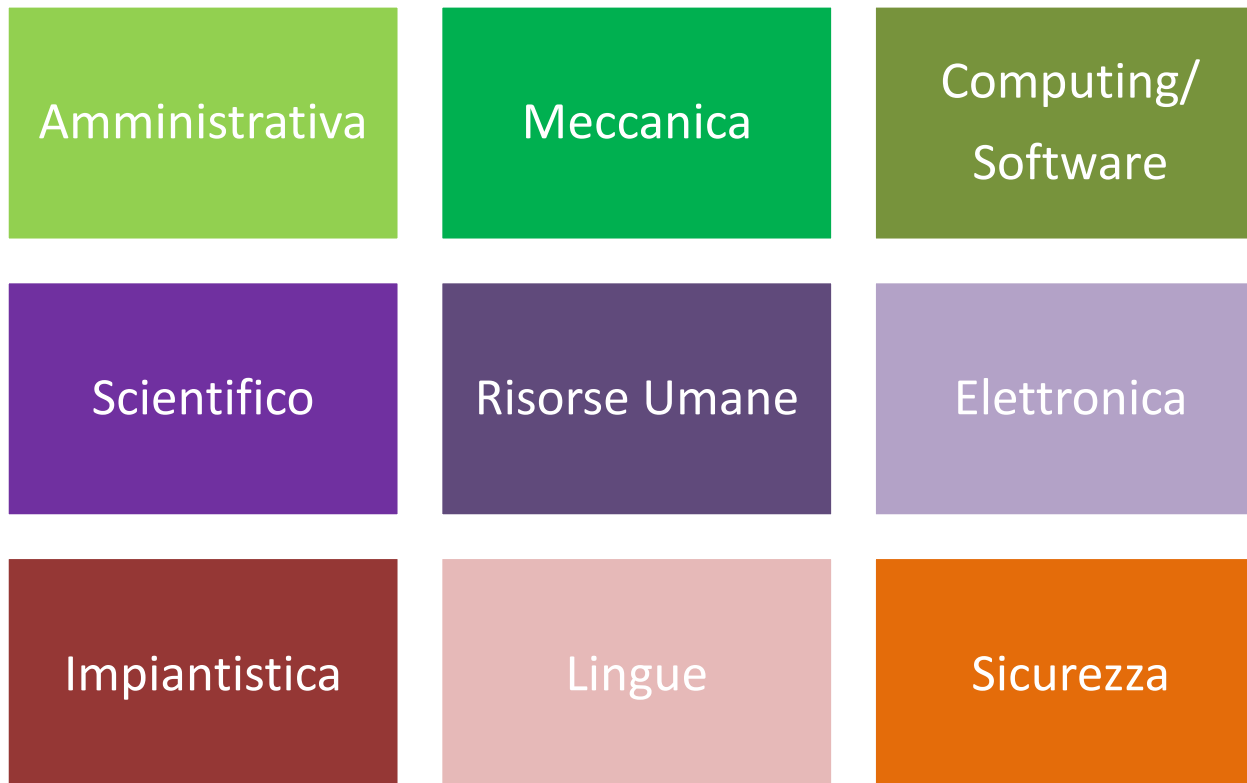 Amministrativa
Meccanica
Computing/
Software
Scientifico
Risorse Umane
Elettronica
Impiantistica
Lingue
Sicurezza